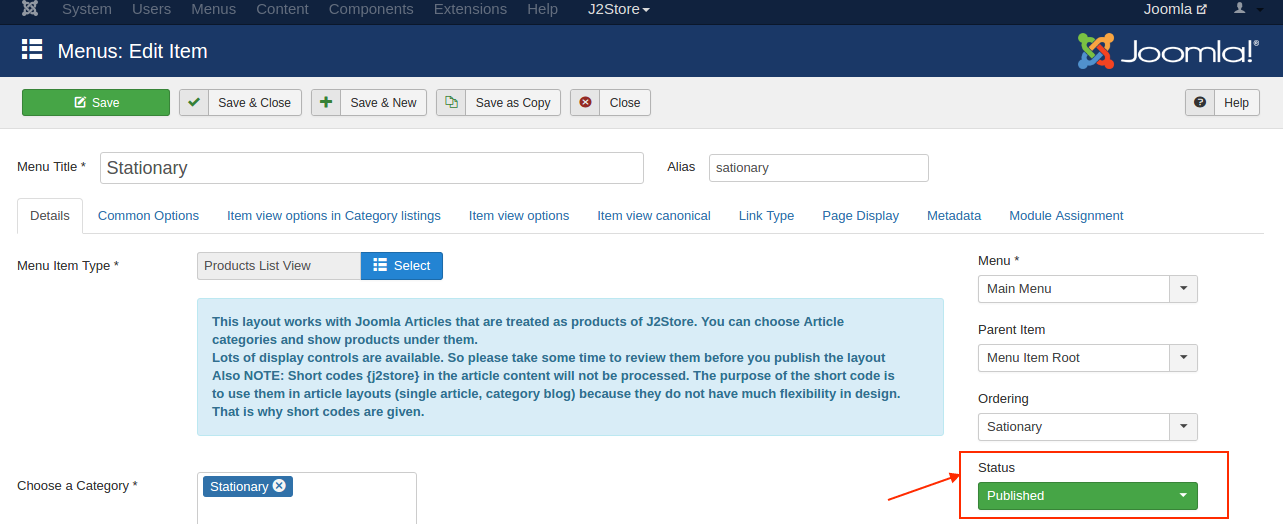 System Users Menus Content Components Extensions Help J2Store Joomla
Menus: Edit Item Joomla!®
Save Save & Close Save & New Save as Copy Close Help
Menu Title * Stationary Alias sationary
Details Common Options Item view options in Category listings Item view options Item view canonical Link Type Page Display Metadata Module Assignment
Menu Item Type * Products List View Select
This layout works with Joomla Articles that are treated as products of J2Store. You can choose Article
categories and show products under them.
Lots of display controls are available. So please take some time to review them before you publish the layout
Also NOTE: Short codes {j2store} in the article content will not be processed. The purpose of the short code is
to use them in article layouts (single article, category blog) because they do not have much flexibility in design.
That is why short codes are given.
Choose a Category * Stationary
Menu *
Main Menu
Parent Item
Menu Item Root
Ordering
Sationary
Status
Published